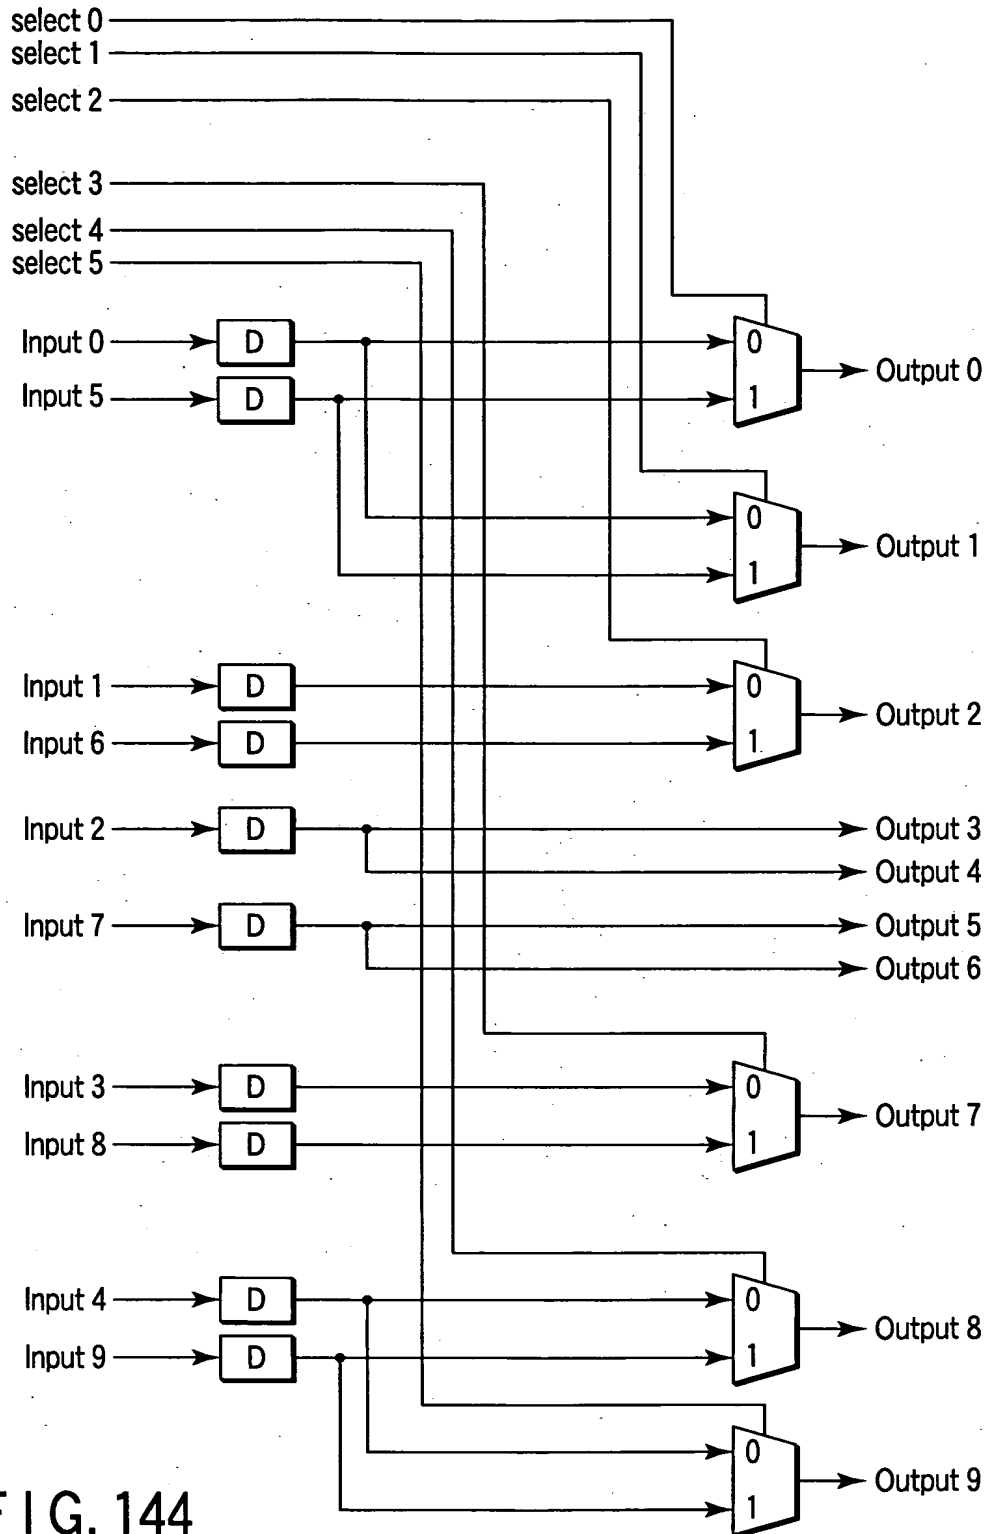 select 0
select 1
select 2
select 3
select 4
select 5
Input 0 D 0 Output 0
Input 5 D 1
0 Output 1
1
Input 1 D 0 Output 2
Input 6 D 1
Input 2 D Output 3
Output 4
Input 7 D Output 5
Output 6
Input 3 D 0 Output 7
Input 8 D 1
Input 4 D 0 Output 8
Input 9 D 1
0 Output 9
1
FIG. 144